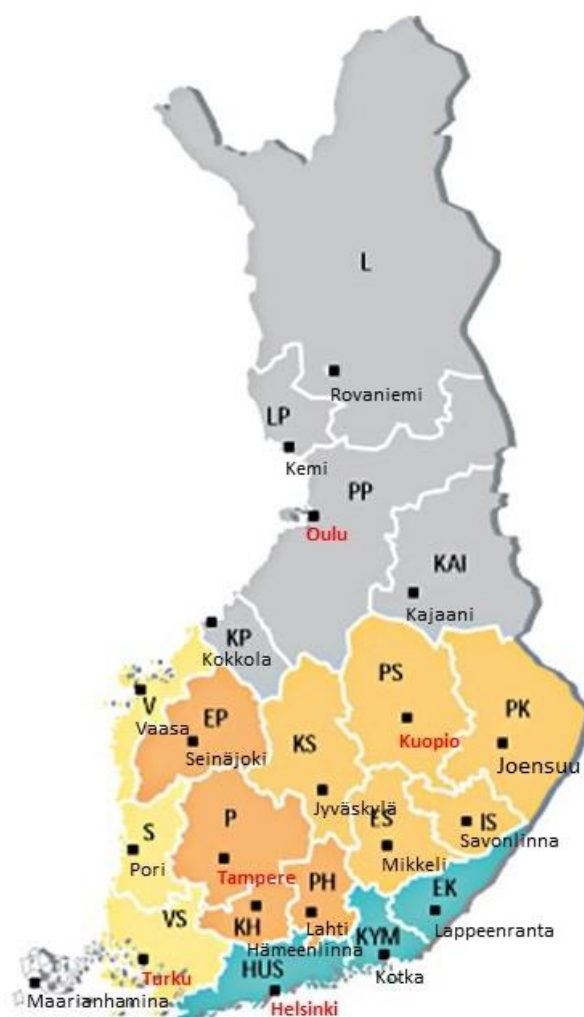 L
Rovaniemi
LP
Kemi
PP
Oulu
KAI
Kajaani
KP
Kokkola
PS
V
Vaasa
EP
PK
Seinäjoki
KS
Kuopio
Joensuu
Jyväskylä
S
P
ES
IS
Pori
Savonlinna
Mikkeli
Tampere
PH
EK
VS
KH
Lahti
Lappeenranta
Hämeenlinna
KYM
HUS
Turku
Kotka
Maarianhamina
Helsinki